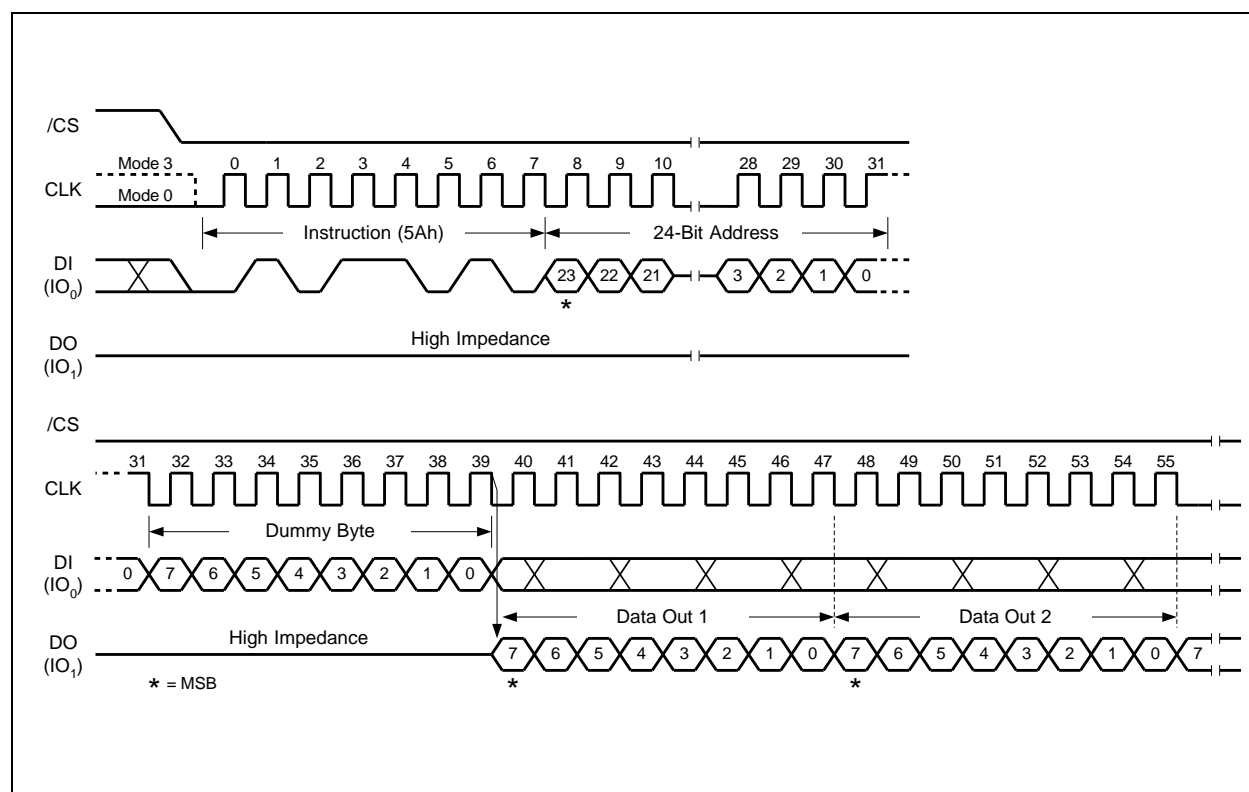 /CS
Mode 3 0 1 2 3 4 5 6 7 8 9 10 28 29 30 31
CLK
Mode 0
Instruction (5Ah) 24-Bit Address
DI
(IO0) 23 22 21 3 2 1 0
*
High Impedance
DO
(IO1)
/CS
31 32 33 34 35 36 37 38 39 40 41 42 43 44 45 46 47 48 49 50 51 52 53 54 55
CLK
Dummy Byte
DI
(IO0) 0 7 6 5 4 3 2 1 0
Data Out 1 Data Out 2
High Impedance
DO
(IO1) 7 6 5 4 3 2 1 0 7 6 5 4 3 2 1 0 7
* = MSB * *